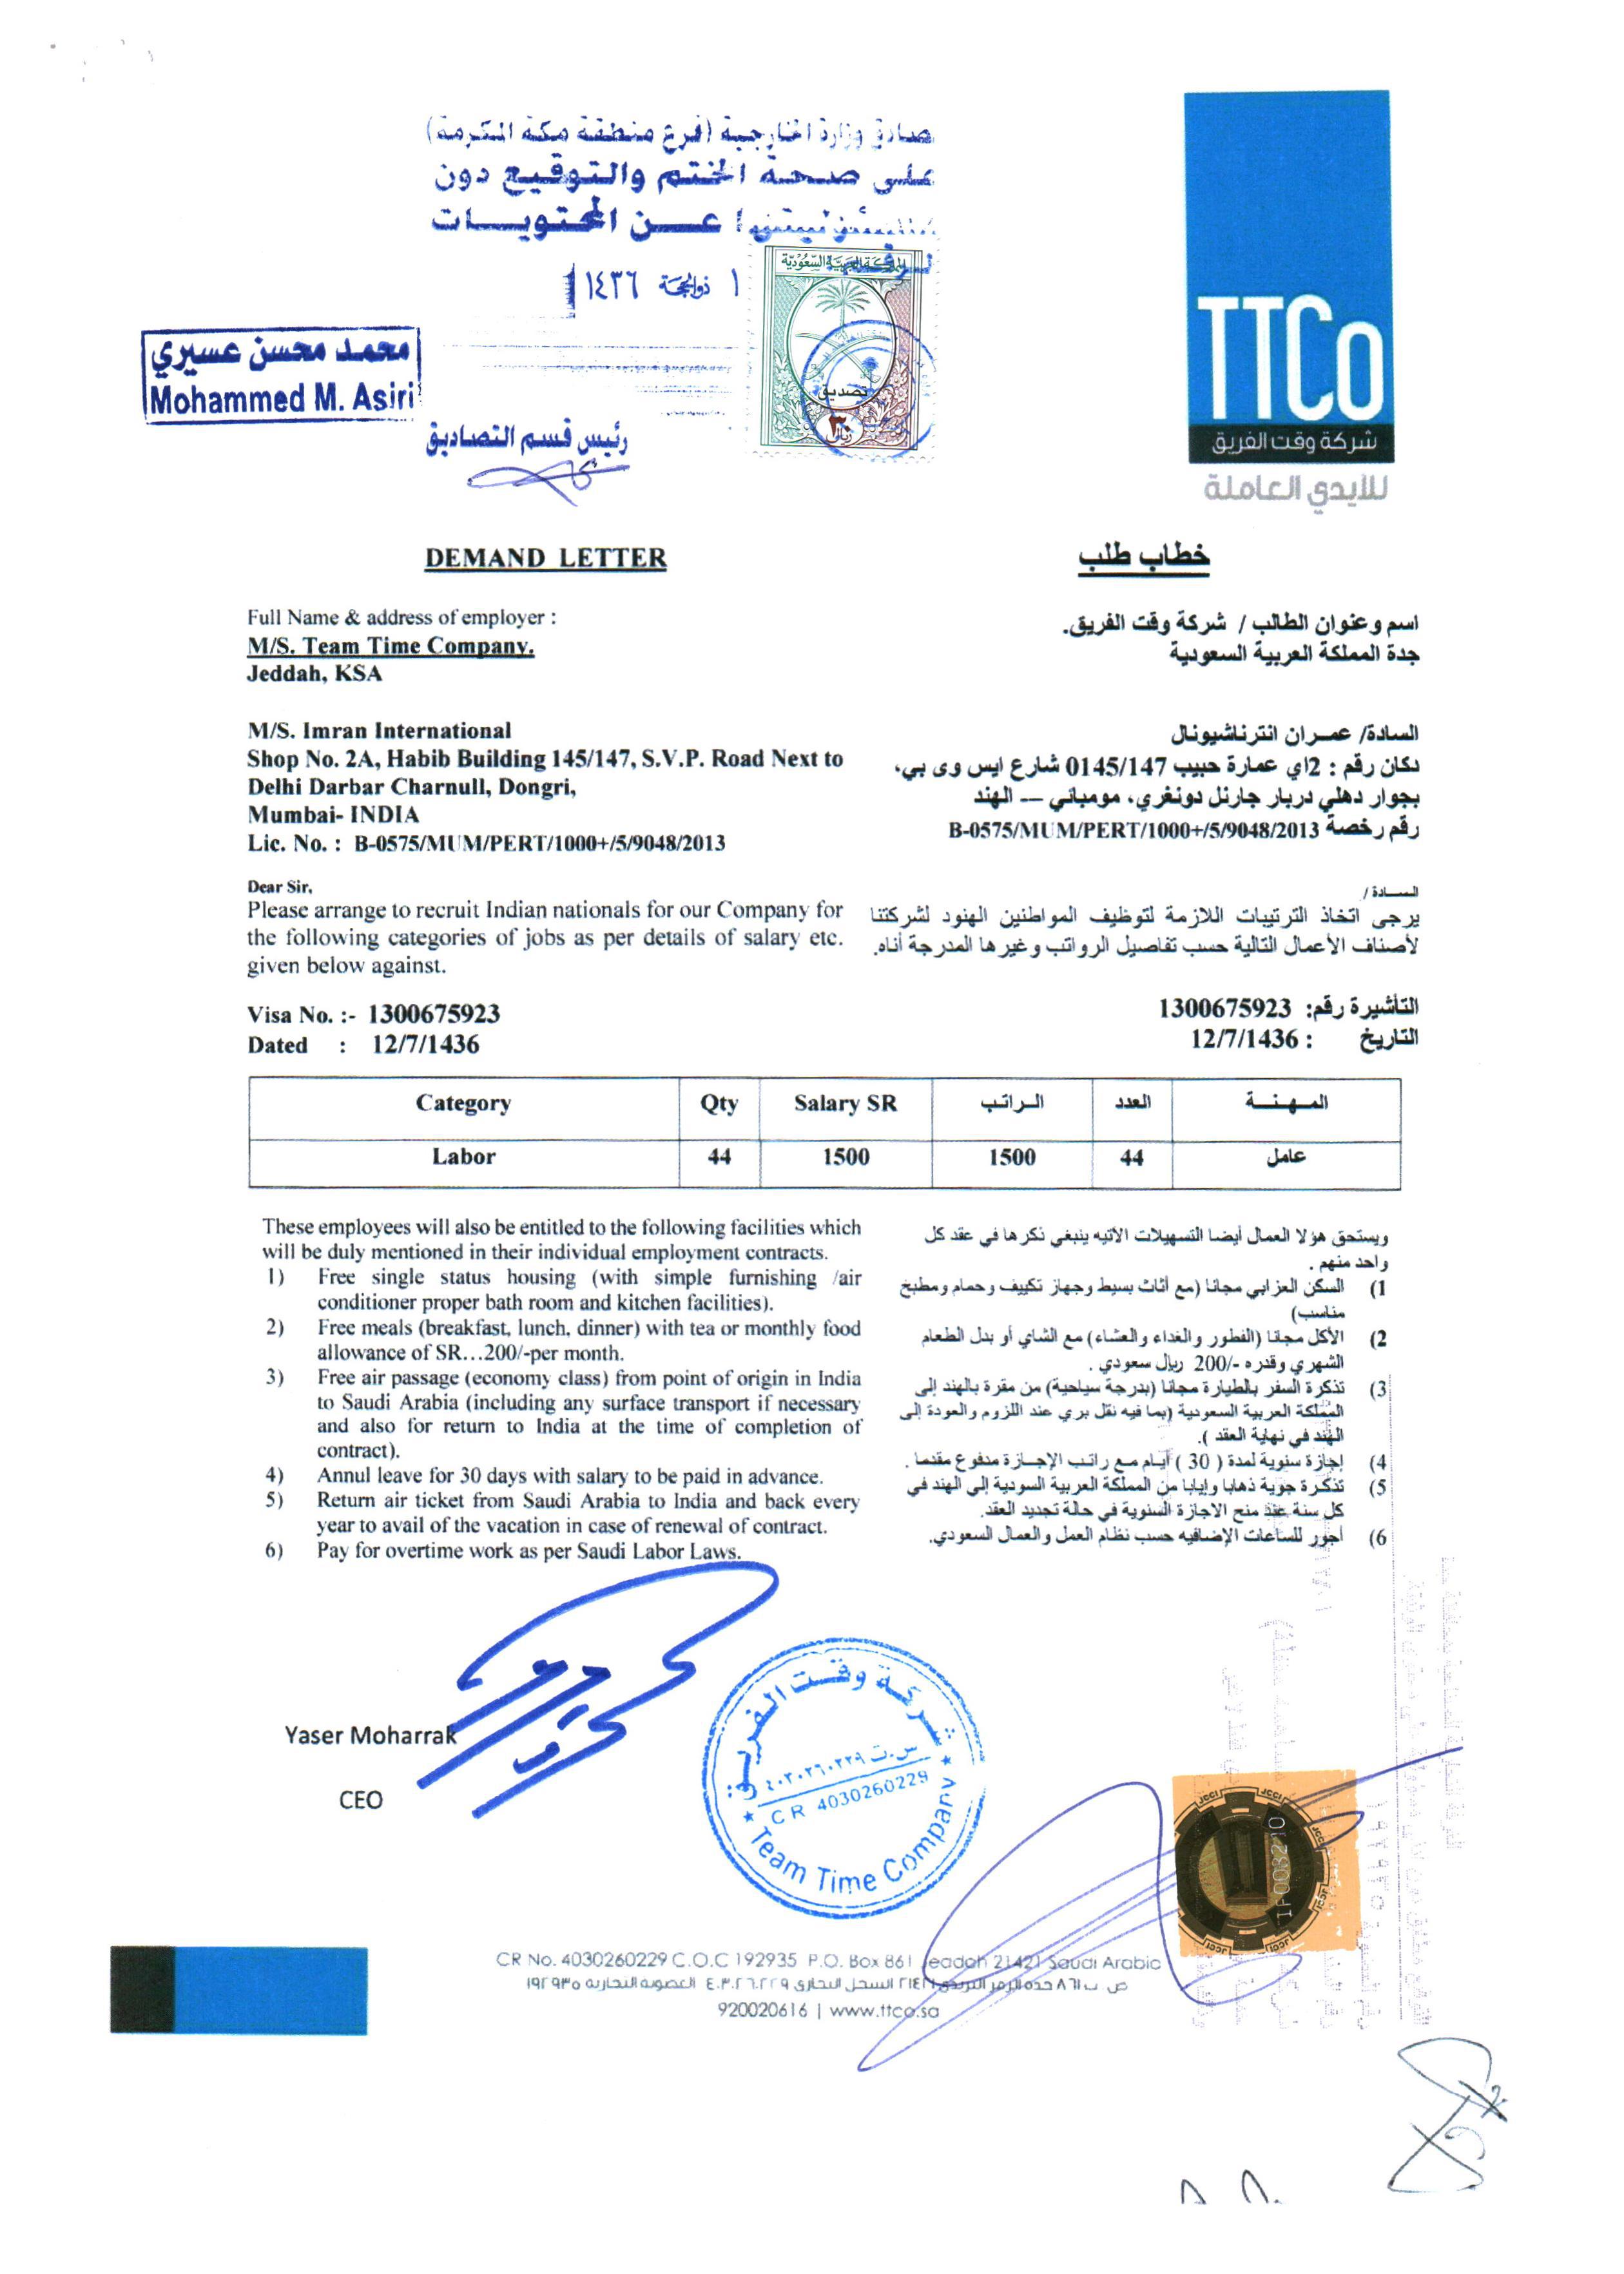 صادق وزارة الخارجية (فرع منطقة مكة المكرمة)
على صحة الختم والتوقيع دون
عن المحتويات
١ ذوالحجة ١٤٣٦
المملكة العربية السعودية
تصديق
٣٠
ريال
محمد محسن عسيري
Mohammed M. Asiri
رئيس قسم التصاديق
TTCo
شركة وقت الفريق
للأيدي العاملة
DEMAND LETTER
خطاب طلب
Full Name & address of employer :
M/S. Team Time Company.
Jeddah, KSA
اسم وعنوان الطالب / شركة وقت الفريق.
جدة المملكة العربية السعودية
M/S. Imran International
Shop No. 2A, Habib Building 145/147, S.V.P. Road Next to
Delhi Darbar Charnull, Dongri,
Mumbai- INDIA
Lic. No. : B-0575/MUM/PERT/1000+/5/9048/2013
السادة/ عمـران انترناشيونال
دكان رقم : 2اي عمارة حبيب 0145/147 شارع ايس وى بي،
بجوار دهلي دربار جارنل دونغري، مومباني –– الهند
رقم رخصة B-0575/MUM/PERT/1000+/5/9048/2013
Dear Sir,
Please arrange to recruit Indian nationals for our Company for
the following categories of jobs as per details of salary etc.
given below against.
الســادة /
يرجى اتخاذ الترتيبات اللازمة لتوظيف المواطنين الهنود لشركتنا
لأصناف الأعمال التالية حسب تفاصيل الرواتب وغيرها المدرجة أناه.
Visa No. :- 1300675923
Dated : 12/7/1436
التأشيرة رقم: 1300675923
التاريخ : 12/7/1436
Category Qty Salary SR الـراتـب العدد المـهـنـــة
Labor 44 1500 1500 44 عامل
These employees will also be entitled to the following facilities which
will be duly mentioned in their individual employment contracts.
1) Free single status housing (with simple furnishing /air
conditioner proper bath room and kitchen facilities).
2) Free meals (breakfast, lunch, dinner) with tea or monthly food
allowance of SR…200/-per month.
3) Free air passage (economy class) from point of origin in India
to Saudi Arabia (including any surface transport if necessary
and also for return to India at the time of completion of
contract).
4) Annul leave for 30 days with salary to be paid in advance.
5) Return air ticket from Saudi Arabia to India and back every
year to avail of the vacation in case of renewal of contract.
6) Pay for overtime work as per Saudi Labor Laws.
ويستحق هؤلا العمال أيضا التسهيلات الاتيه ينبغي نكرها في عقد كل
واحد منهم .
1) السكن العزابي مجانا (مع أثاث بسيط وجهاز تكييف وحمام ومطبخ
مناسب)
2) الأكل مجانا (الفطور والغداء والعشاء) مع الشاي أو بدل الطعام
الشهري وقدره -/200 ريال سعودي .
3) تذكرة السفر بالطيارة مجانا (بدرجة سياحية) من مقرة بالهند إلى
المملكة العربية السعودية (بما فيه نقل بري عند اللزوم والعودة إلى
الهند في نهاية العقد ).
4) إجازة سنوية لمدة ( 30 ) أيـام مـع راتـب الإجــازة مدفوع مقدما .
5) تذكـرة جوية ذهابا وإيابا من المملكة العربية السودية إلى الهند في
كل سنة عند منح الاجازة السنوية في حالة تجديد العقد.
6) أجور للساعات الإضافيه حسب نظام العمل والعمال السعودي.
Yaser Moharrak
CEO
شركة وقت الفريق
س.ت ٤٠٣٠٢٦٠٢٢٩
CR 4030260229
Team Time Company
JCCI
CR No. 4030260229 C.O.C 192935 P.O. Box 861 Jeddah 21421 Saudi Arabia
ص. ب ٨٦١ جدة الرمز البريدي ٢١٤٢١ السجل التجاري ٤٠٣٠٢٦٠٢٢٩ العضوية التجارية ١٩٢٩٣٥
920020616 | www.ttco.sa